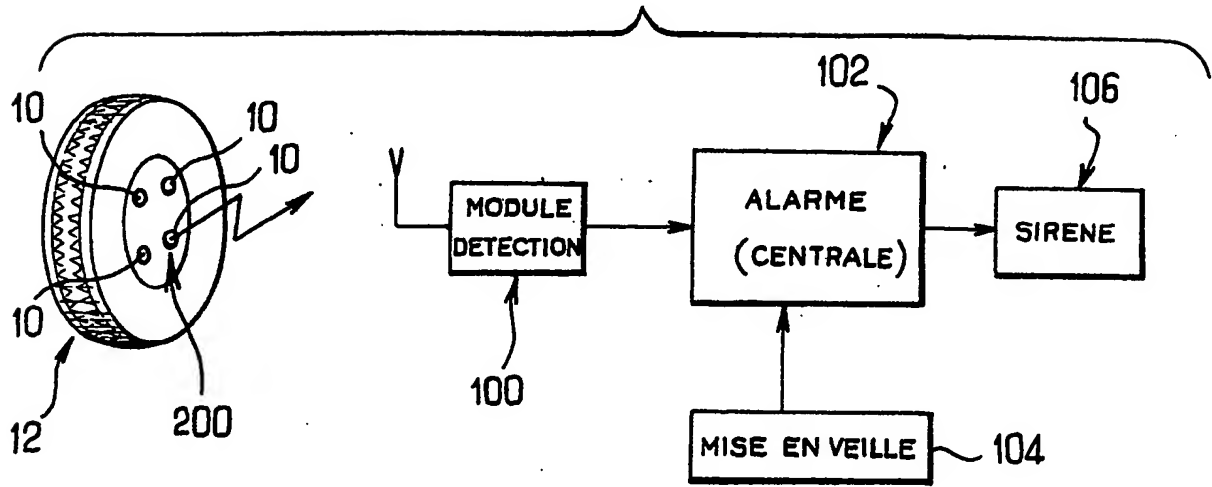 102
106
10
10
10
MODULE
DETECTION
ALARME
(CENTRALE)
SIRENE
10
100
12
200
MISE EN VEILLE
104